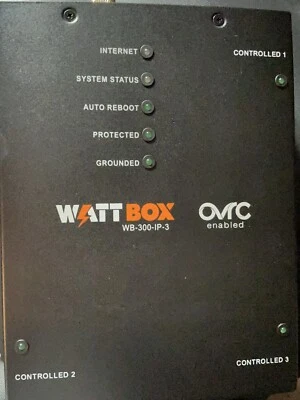 INTERNET
CONTROLLED 1
SYSTEM STATUS
AUTO REBOOT
PROTECTED
GROUNDED
WATTBOX
WB-300-IP-3
OvrC
enabled
CONTROLLED 3
CONTROLLED 2